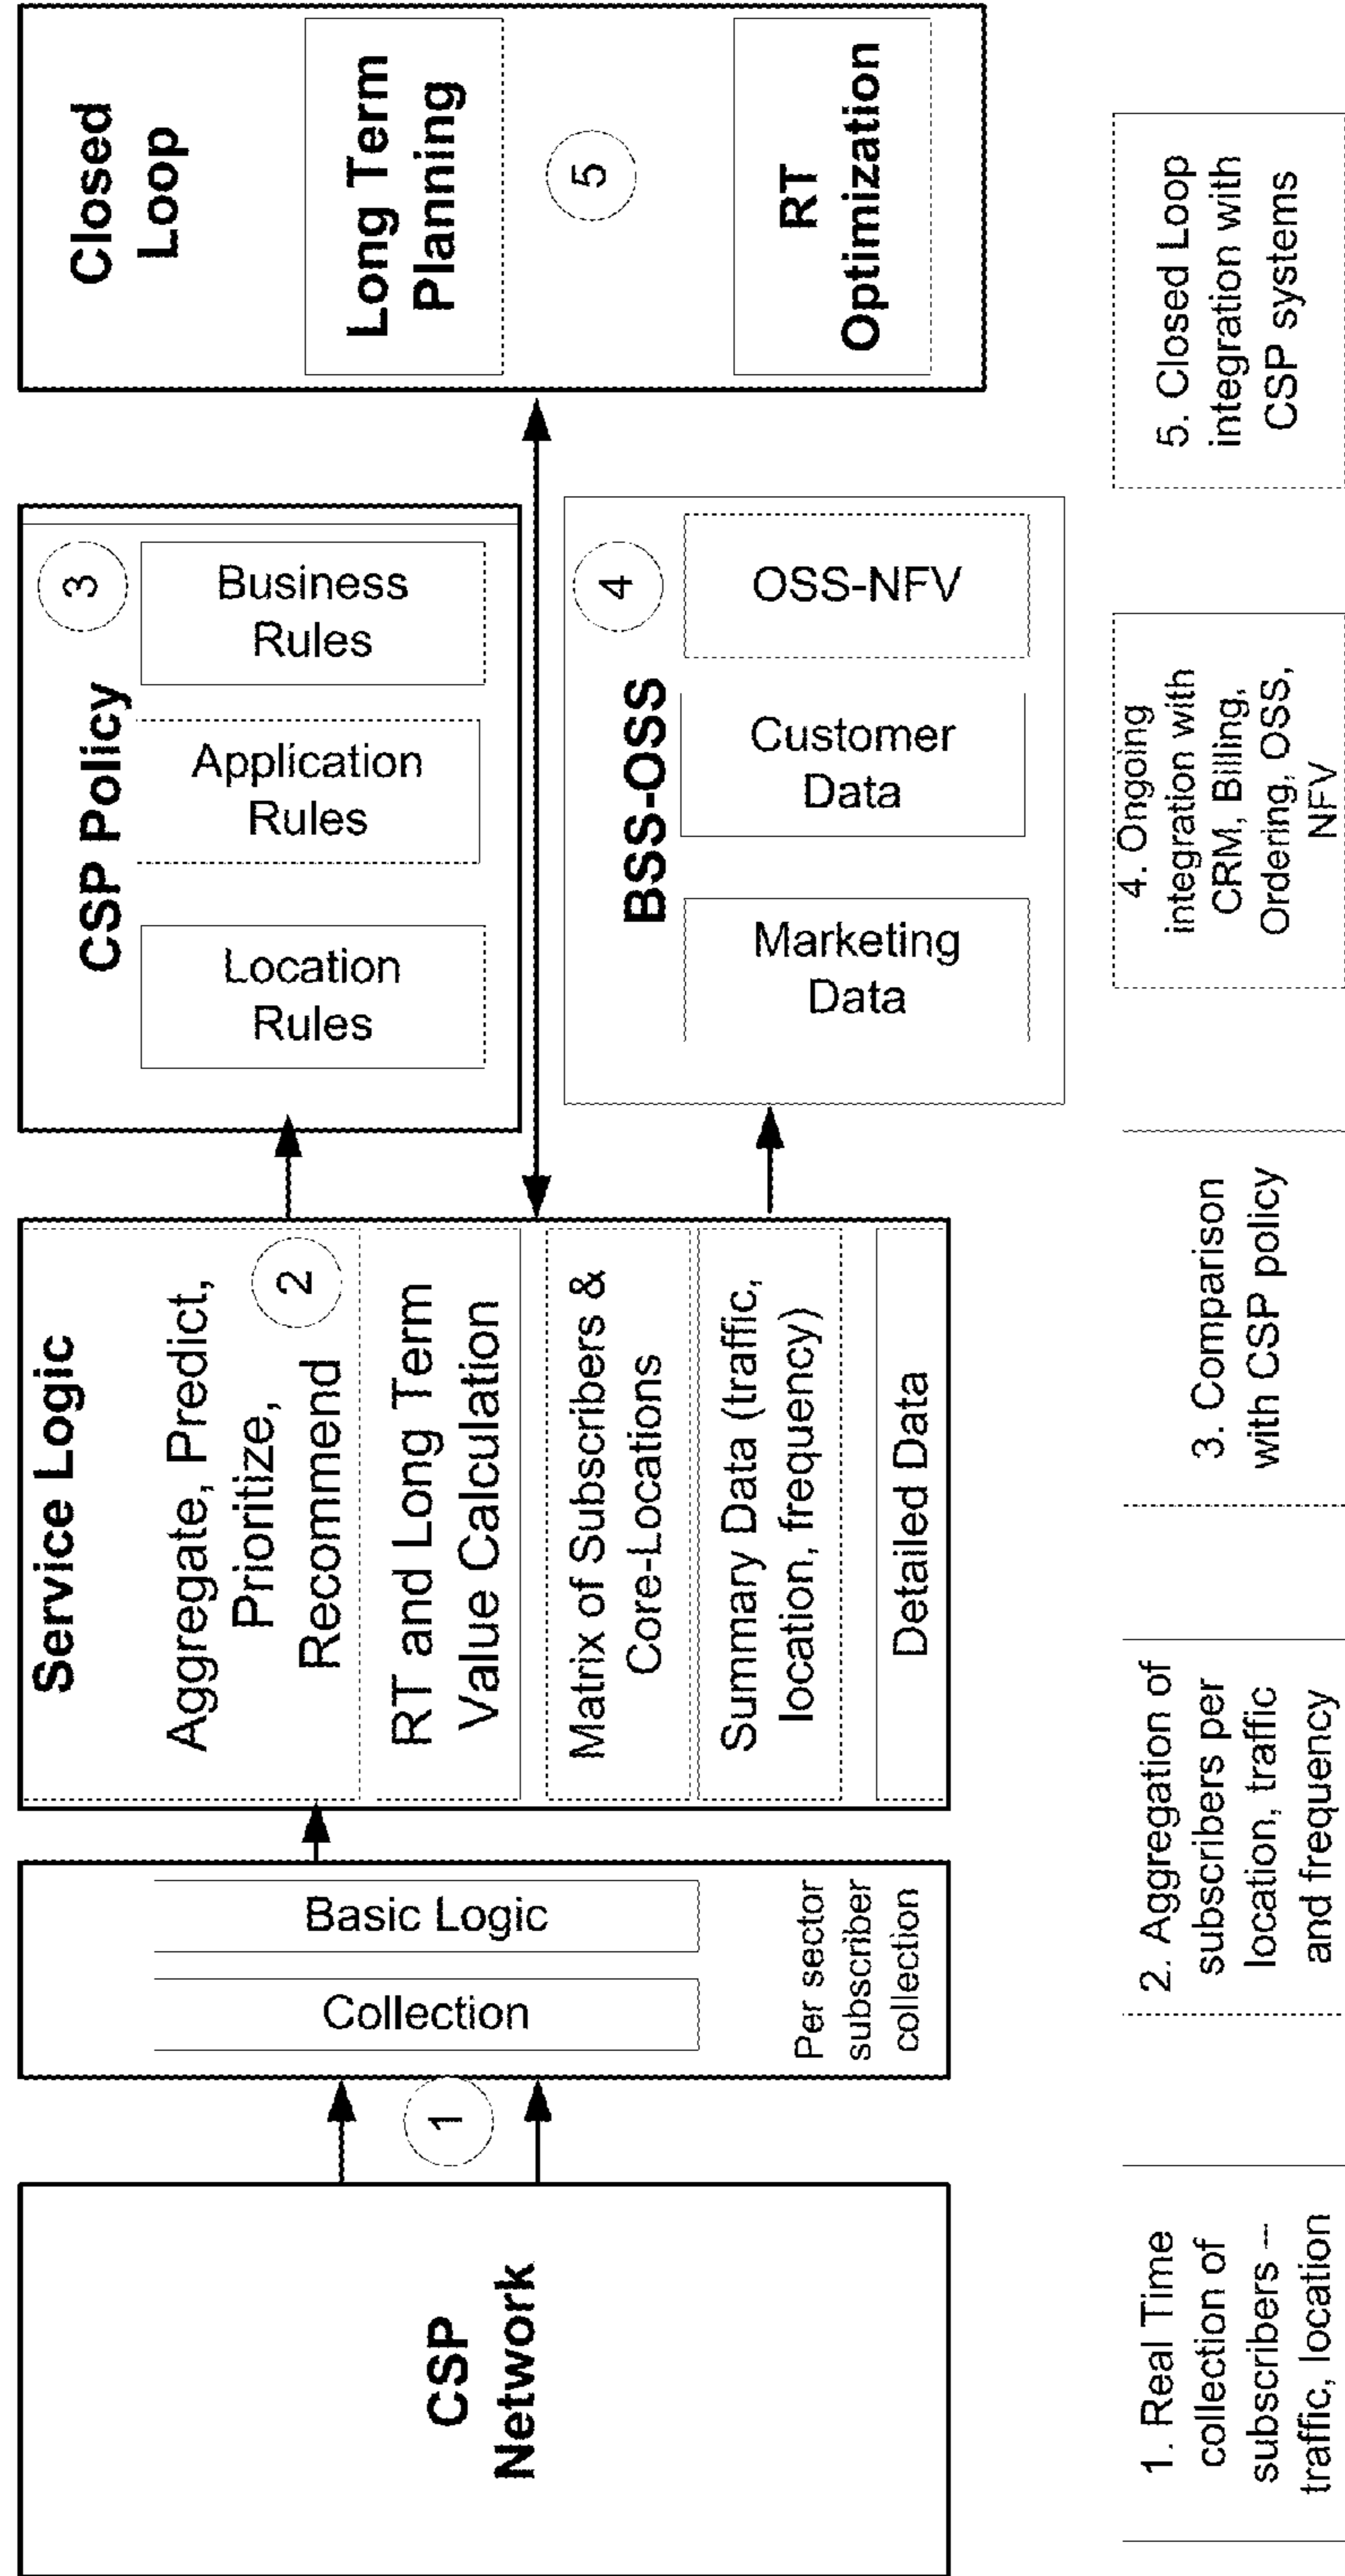 CSP
Network
1
Collection
Basic Logic
Per sector
subscriber
collection
Service Logic
Aggregate, Predict,
Prioritize,
Recommend
2
RT and Long Term
Value Calculation
Matrix of Subscribers &
Core-Locations
Summary Data (traffic,
location, frequency)
Detailed Data
CSP Policy
3
Location
Rules
Application
Rules
Business
Rules
BSS-OSS
4
Marketing
Data
Customer
Data
OSS-NFV
Closed
Loop
Long Term
Planning
5
RT
Optimization
1. Real Time
collection of
subscribers –
traffic, location
2. Aggregation of
subscribers per
location, traffic
and frequency
3. Comparison
with CSP policy
4. Ongoing
integration with
CRM, Billing,
Ordering, OSS,
NFV
5. Closed Loop
integration with
CSP systems